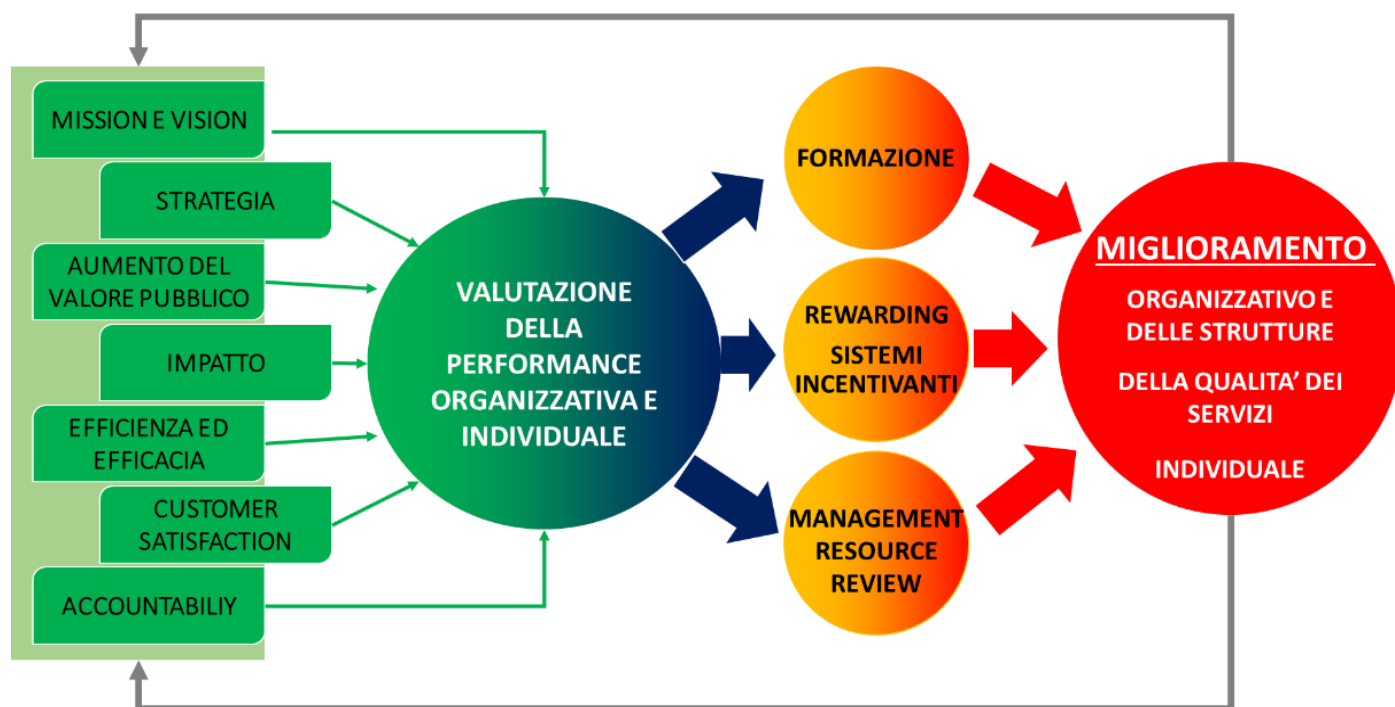 MISSION E VISION
STRATEGIA
AUMENTO DEL
VALORE PUBBLICO
IMPATTO
EFFICIENZA ED
EFFICACIA
CUSTOMER
SATISFACTION
ACCOUNTABILIY
VALUTAZIONE
DELLA
PERFORMANCE
ORGANIZZATIVA E
INDIVIDUALE
FORMAZIONE
REWARDING
SISTEMI
INCENTIVANTI
MANAGEMENT
RESOURCE
REVIEW
MIGLIORAMENTO
ORGANIZZATIVO E
DELLE STRUTTURE
DELLA QUALITA’ DEI
SERVIZI
INDIVIDUALE